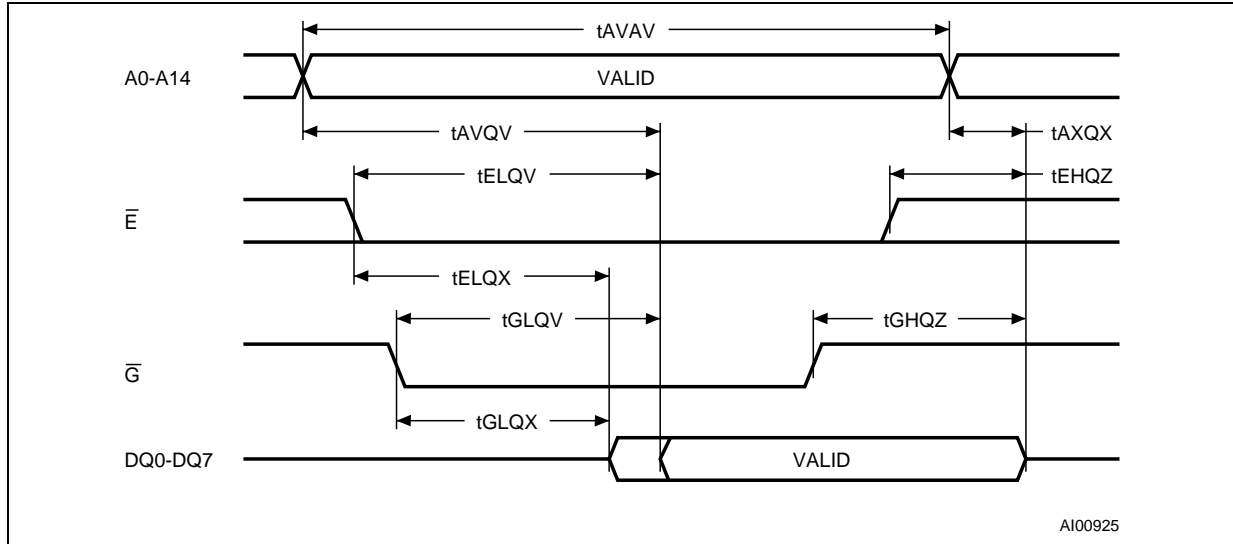 tAVAV
A0-A14 VALID
tAVQV tAXQX
tELQV tEHQZ
E̅
tELQX
tGLQV tGHQZ
G̅
tGLQX
DQ0-DQ7 VALID
AI00925